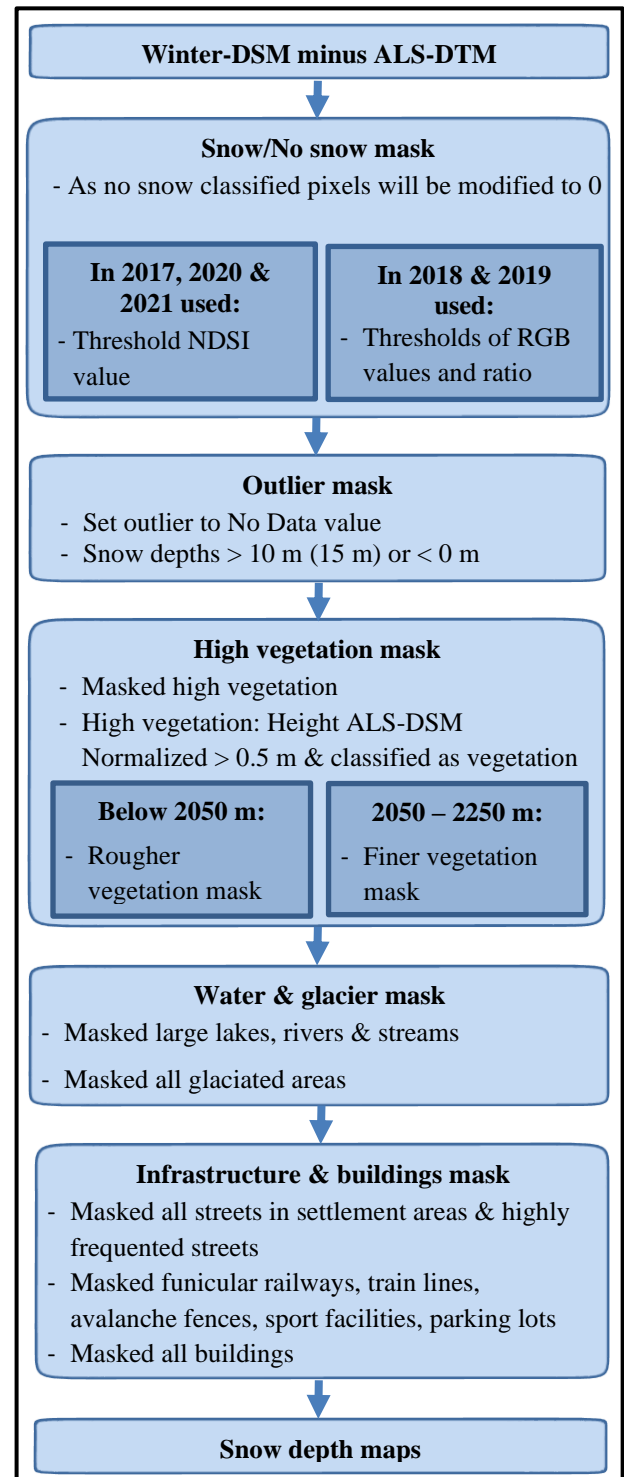 Winter-DSM minus ALS-DTM
Snow/No snow mask
- As no snow classified pixels will be modified to 0
In 2017, 2020 &
2021 used:
- Threshold NDSI
value
In 2018 & 2019
used:
- Thresholds of RGB
values and ratio
Outlier mask
- Set outlier to No Data value
- Snow depths > 10 m (15 m) or < 0 m
High vegetation mask
- Masked high vegetation
- High vegetation: Height ALS-DSM
Normalized > 0.5 m & classified as vegetation
Below 2050 m:
- Rougher
vegetation mask
2050 – 2250 m:
- Finer vegetation
mask
Water & glacier mask
- Masked large lakes, rivers & streams
- Masked all glaciated areas
Infrastructure & buildings mask
- Masked all streets in settlement areas & highly
frequented streets
- Masked funicular railways, train lines,
avalanche fences, sport facilities, parking lots
- Masked all buildings
Snow depth maps